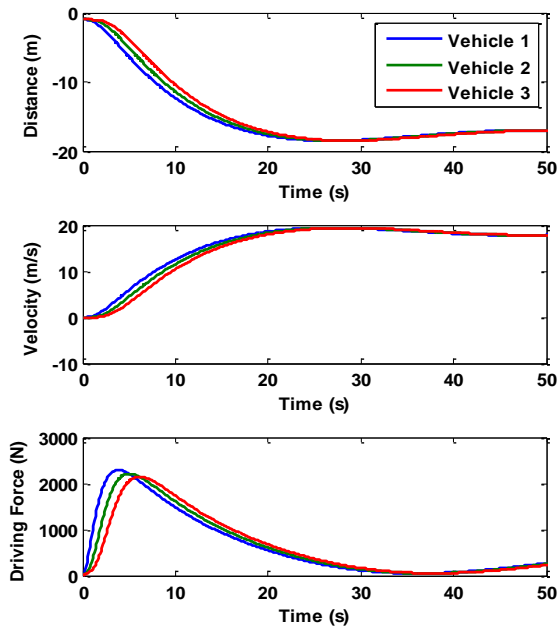 0
-10
-20
Distance (m)
Vehicle 1
Vehicle 2
Vehicle 3
0 10 20 30 40 50
Time (s)
20
10
0
-10
Velocity (m/s)
0 10 20 30 40 50
Time (s)
3000
2000
1000
0
Driving Force (N)
0 10 20 30 40 50
Time (s)